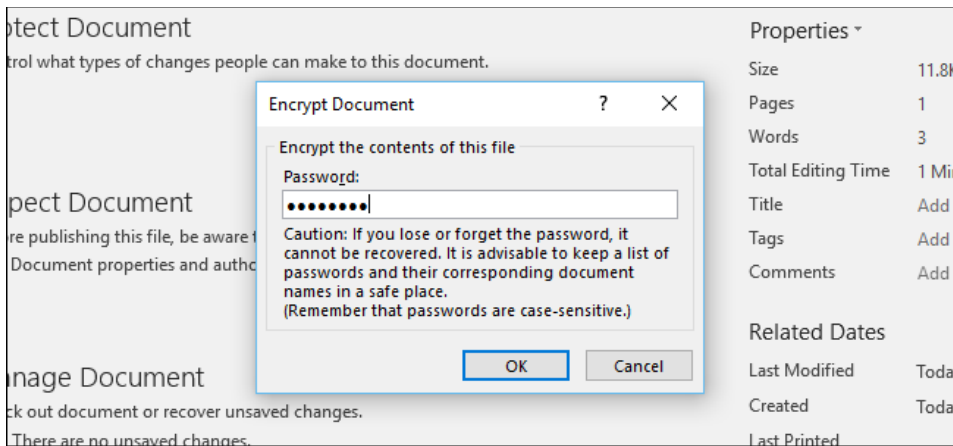 otect Document
trol what types of changes people can make to this document.
pect Document
re publishing this file, be aware t
Document properties and autho
anage Document
ck out document or recover unsaved changes.
There are no unsaved changes.
Encrypt Document ? ×
Encrypt the contents of this file
Password:
••••••••
Caution: If you lose or forget the password, it
cannot be recovered. It is advisable to keep a list of
passwords and their corresponding document
names in a safe place.
(Remember that passwords are case-sensitive.)
OK Cancel
Properties
Size 11.8K
Pages 1
Words 3
Total Editing Time 1 Min
Title Add
Tags Add
Comments Add
Related Dates
Last Modified Toda
Created Toda
Last Printed